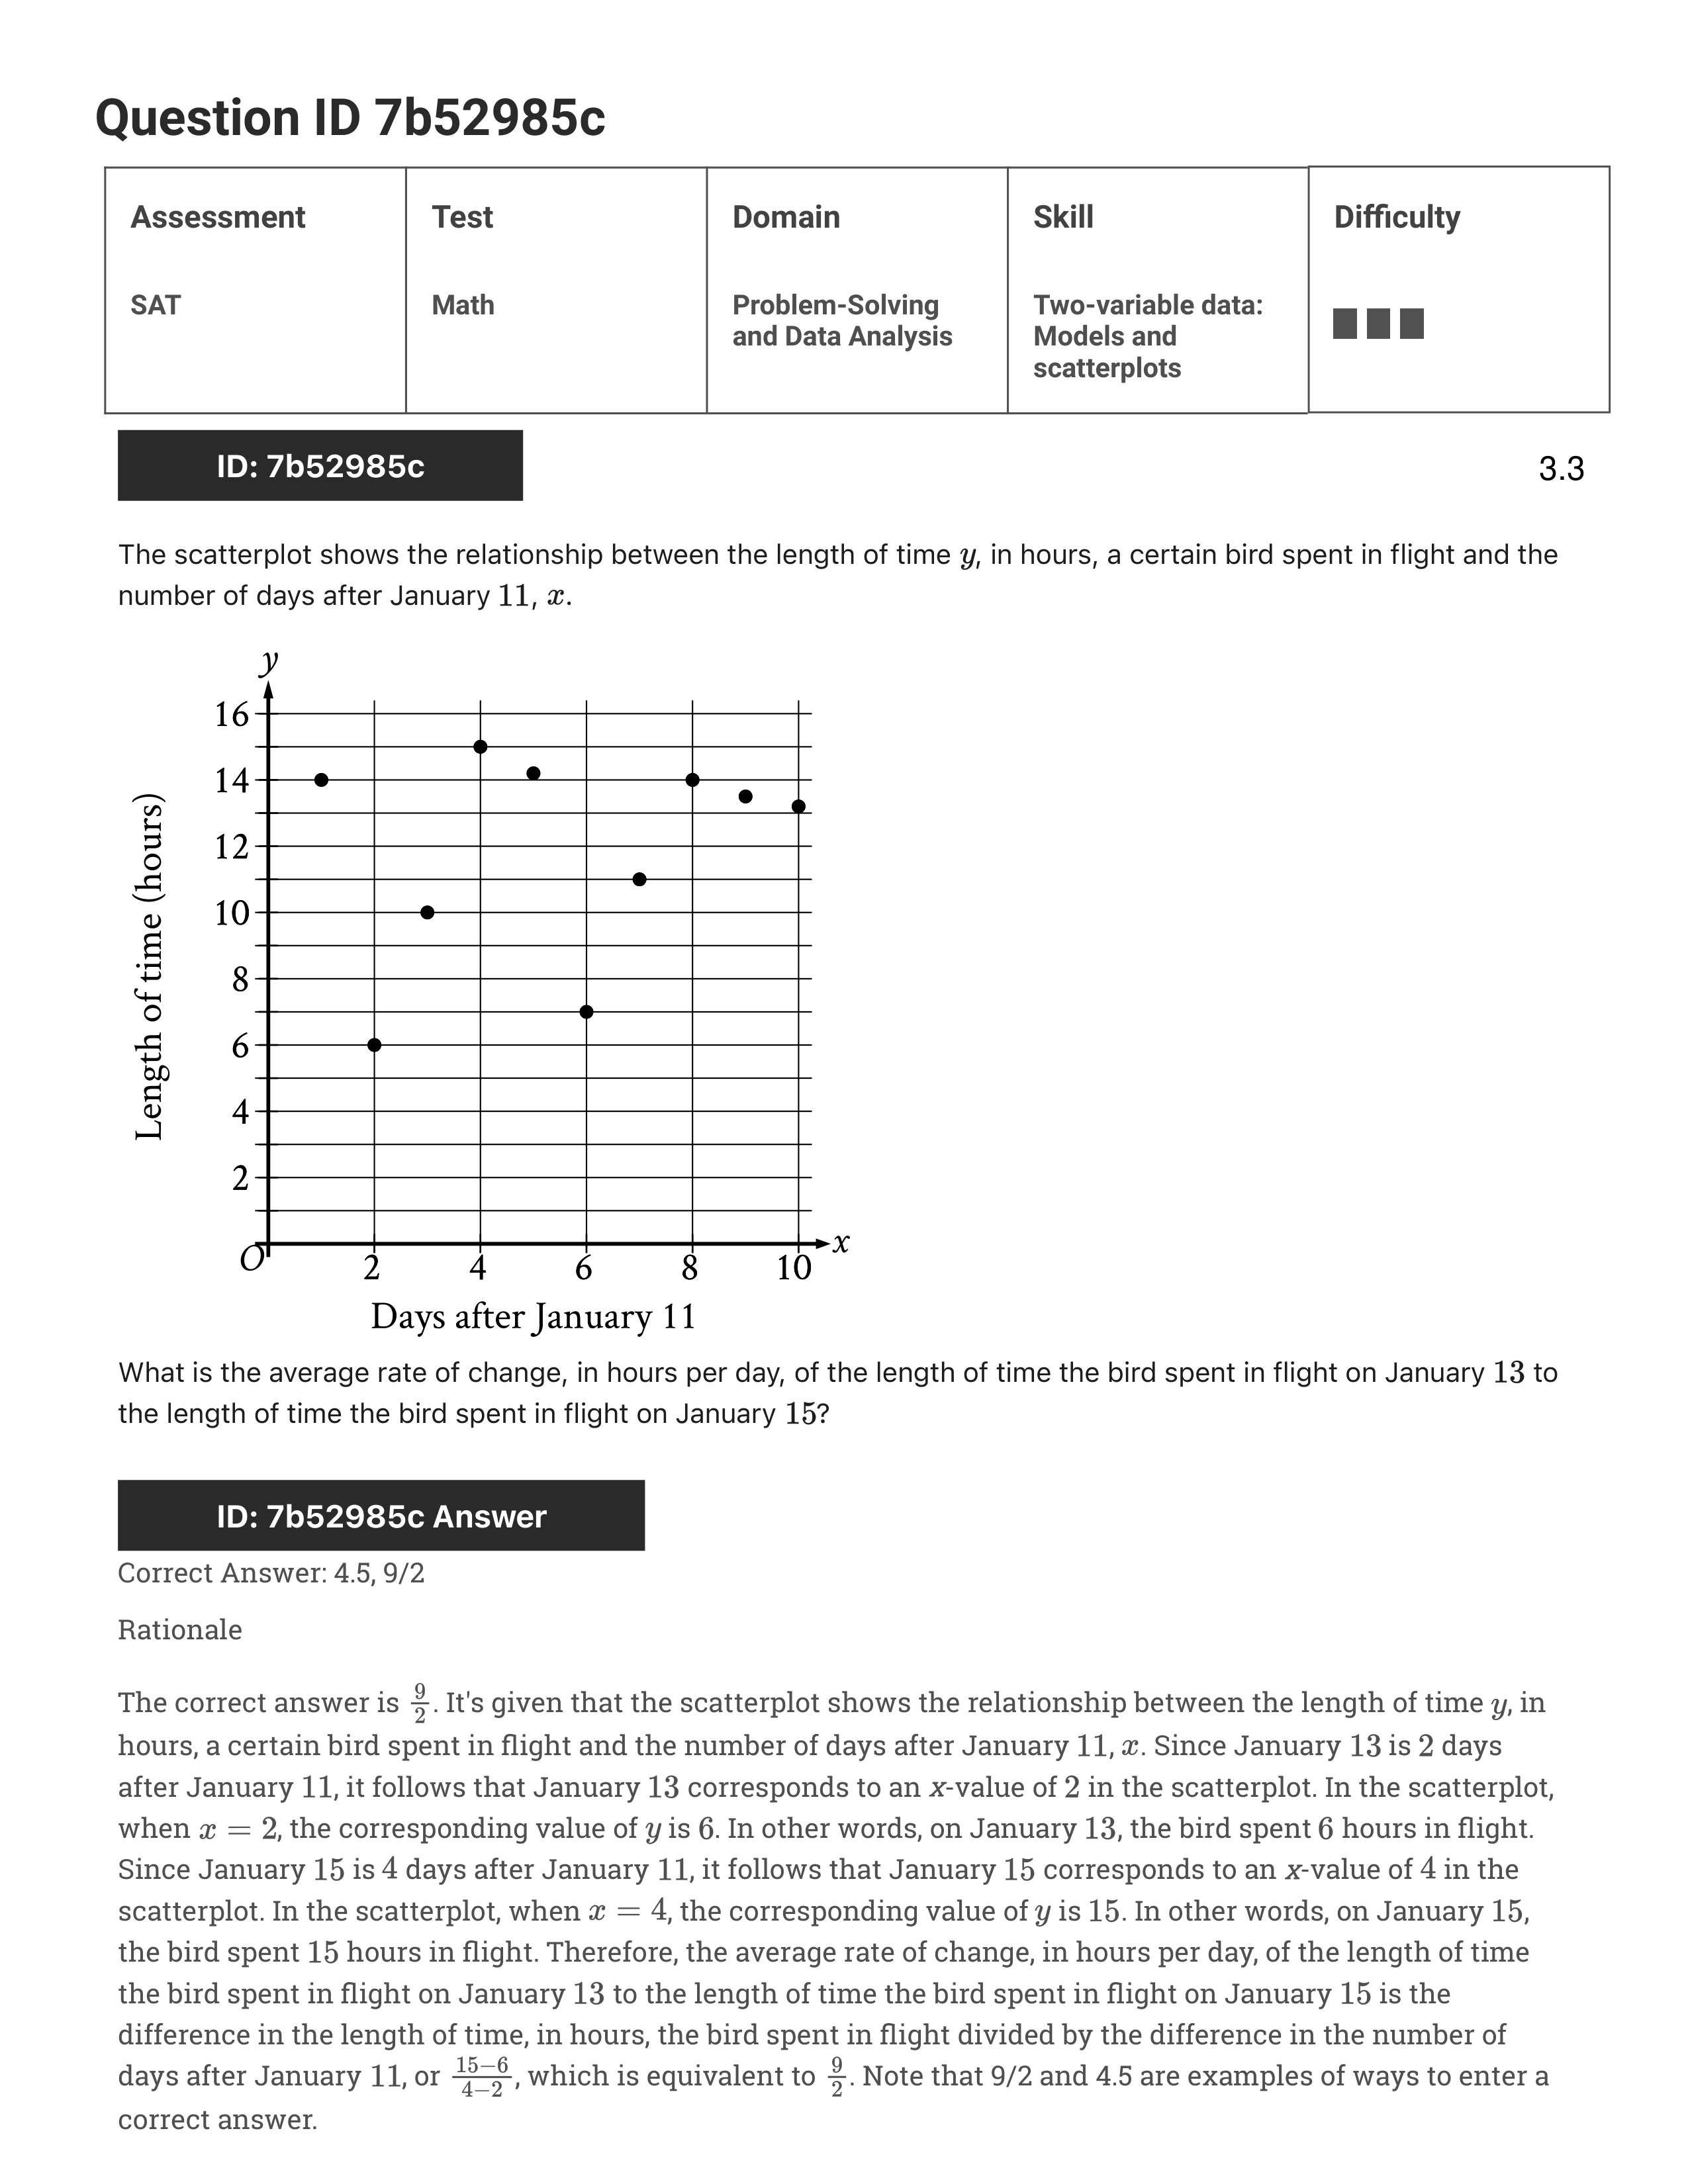 Question ID 7b52985c
Assessment
Test
Domain
Skill
Difficulty
SAT
Math
Problem-Solving
and Data Analysis
Two-variable data:
Models and
scatterplots
ID: 7b52985c
3.3
The scatterplot shows the relationship between the length of time y, in hours, a certain bird spent in flight and the
number of days after January 11, x.
y
16
14
12
10
8
6
4
2
Length of time (hours)
O
2
4
6
8
10
x
Days after January 11
What is the average rate of change, in hours per day, of the length of time the bird spent in flight on January 13 to
the length of time the bird spent in flight on January 15?
ID: 7b52985c Answer
Correct Answer: 4.5, 9/2
Rationale
The correct answer is 9/2. It's given that the scatterplot shows the relationship between the length of time y, in
hours, a certain bird spent in flight and the number of days after January 11, x. Since January 13 is 2 days
after January 11, it follows that January 13 corresponds to an x-value of 2 in the scatterplot. In the scatterplot,
when x = 2, the corresponding value of y is 6. In other words, on January 13, the bird spent 6 hours in flight.
Since January 15 is 4 days after January 11, it follows that January 15 corresponds to an x-value of 4 in the
scatterplot. In the scatterplot, when x = 4, the corresponding value of y is 15. In other words, on January 15,
the bird spent 15 hours in flight. Therefore, the average rate of change, in hours per day, of the length of time
the bird spent in flight on January 13 to the length of time the bird spent in flight on January 15 is the
difference in the length of time, in hours, the bird spent in flight divided by the difference in the number of
days after January 11, or (15−6)/(4−2), which is equivalent to 9/2. Note that 9/2 and 4.5 are examples of ways to enter a
correct answer.